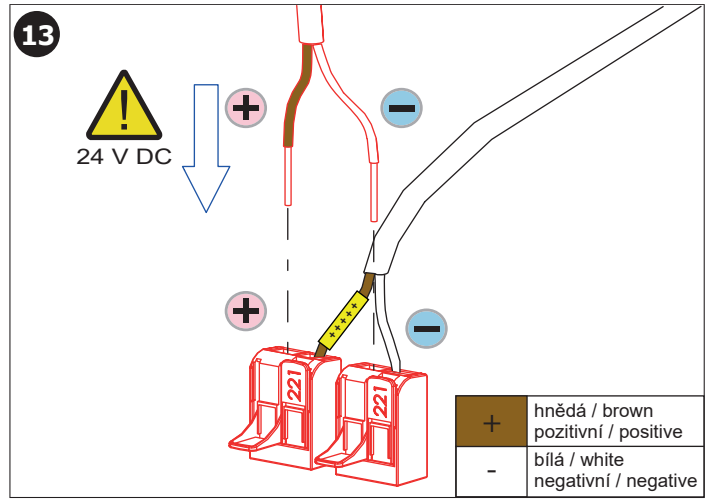 13
!
24 V DC
+
-
+
+++++
-
221
221
+
hnědá / brown
pozitivní / positive
-
bílá / white
negativní / negative